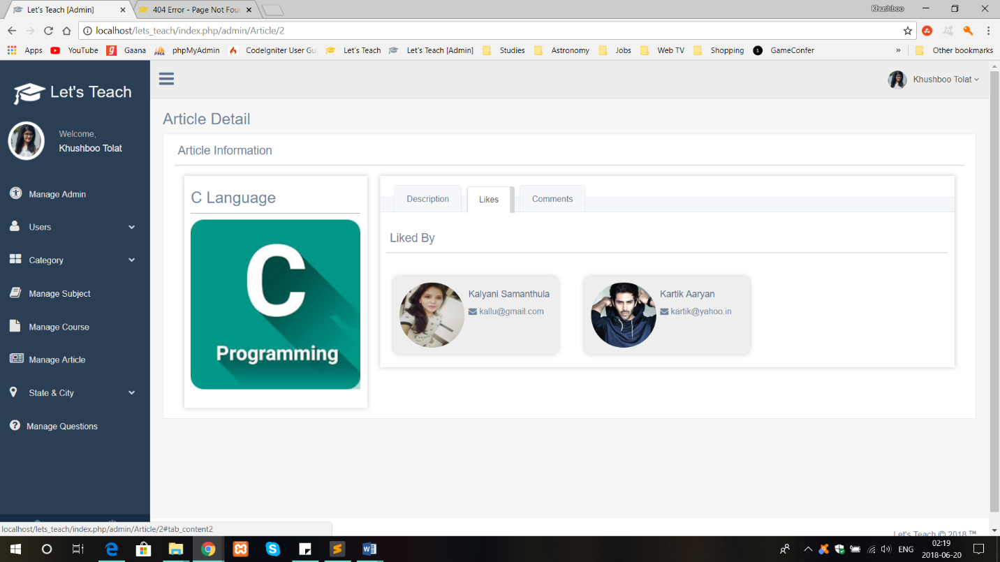 Let's Teach [Admin]
404 Error - Page Not Fou
Khushboo
localhost/lets_teach/index.php/admin/Article/2
Apps
YouTube
Gaana
phpMyAdmin
CodeIgniter User Gu
Let's Teach
Let's Teach [Admin]
Studies
Astronomy
Jobs
Web TV
Shopping
GameConfer
»
Other bookmarks
Let's Teach
Khushboo Tolat
Welcome,
Khushboo Tolat
Manage Admin
Users
Category
Manage Subject
Manage Course
Manage Article
State & City
Manage Questions
Article Detail
Article Information
C Language
C
Programming
Description
Likes
Comments
Liked By
Kalyani Samanthula
kallu@gmail.com
Kartik Aaryan
kartik@yahoo.in
localhost/lets_teach/index.php/admin/Article/2#tab_content2
Let's Teach © 2018 ™
ENG
02:19
2018-06-20